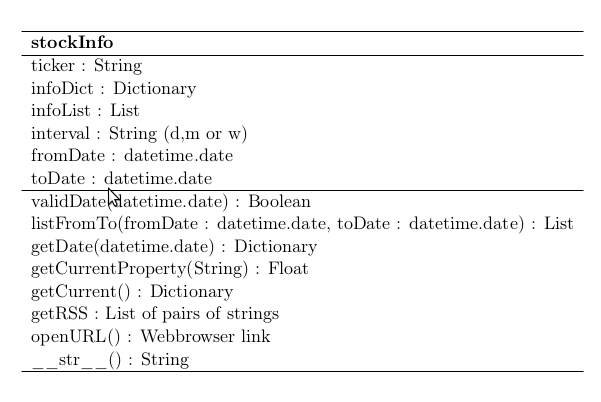 stockInfo
ticker : String
infoDict : Dictionary
infoList : List
interval : String (d,m or w)
fromDate : datetime.date
toDate : datetime.date
validDate(datetime.date) : Boolean
listFromTo(fromDate : datetime.date, toDate : datetime.date) : List
getDate(datetime.date) : Dictionary
getCurrentProperty(String) : Float
getCurrent() : Dictionary
getRSS : List of pairs of strings
openURL() : Webbrowser link
__str__() : String